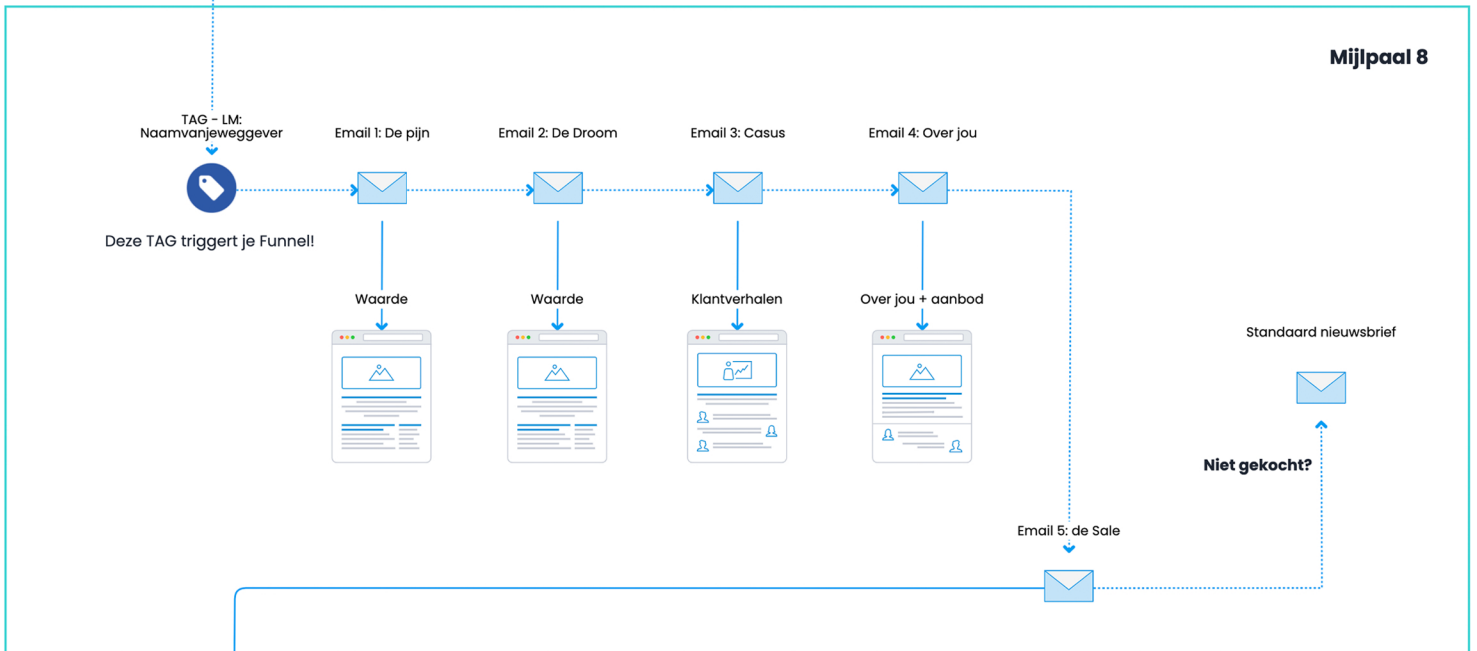 Mijlpaal 8
TAG - LM:
Naamvanjeweggever
Email 1: De pijn
Email 2: De Droom
Email 3: Casus
Email 4: Over jou
Deze TAG triggert je Funnel!
Waarde
Waarde
Klantverhalen
Over jou + aanbod
Standaard nieuwsbrief
Niet gekocht?
Email 5: de Sale